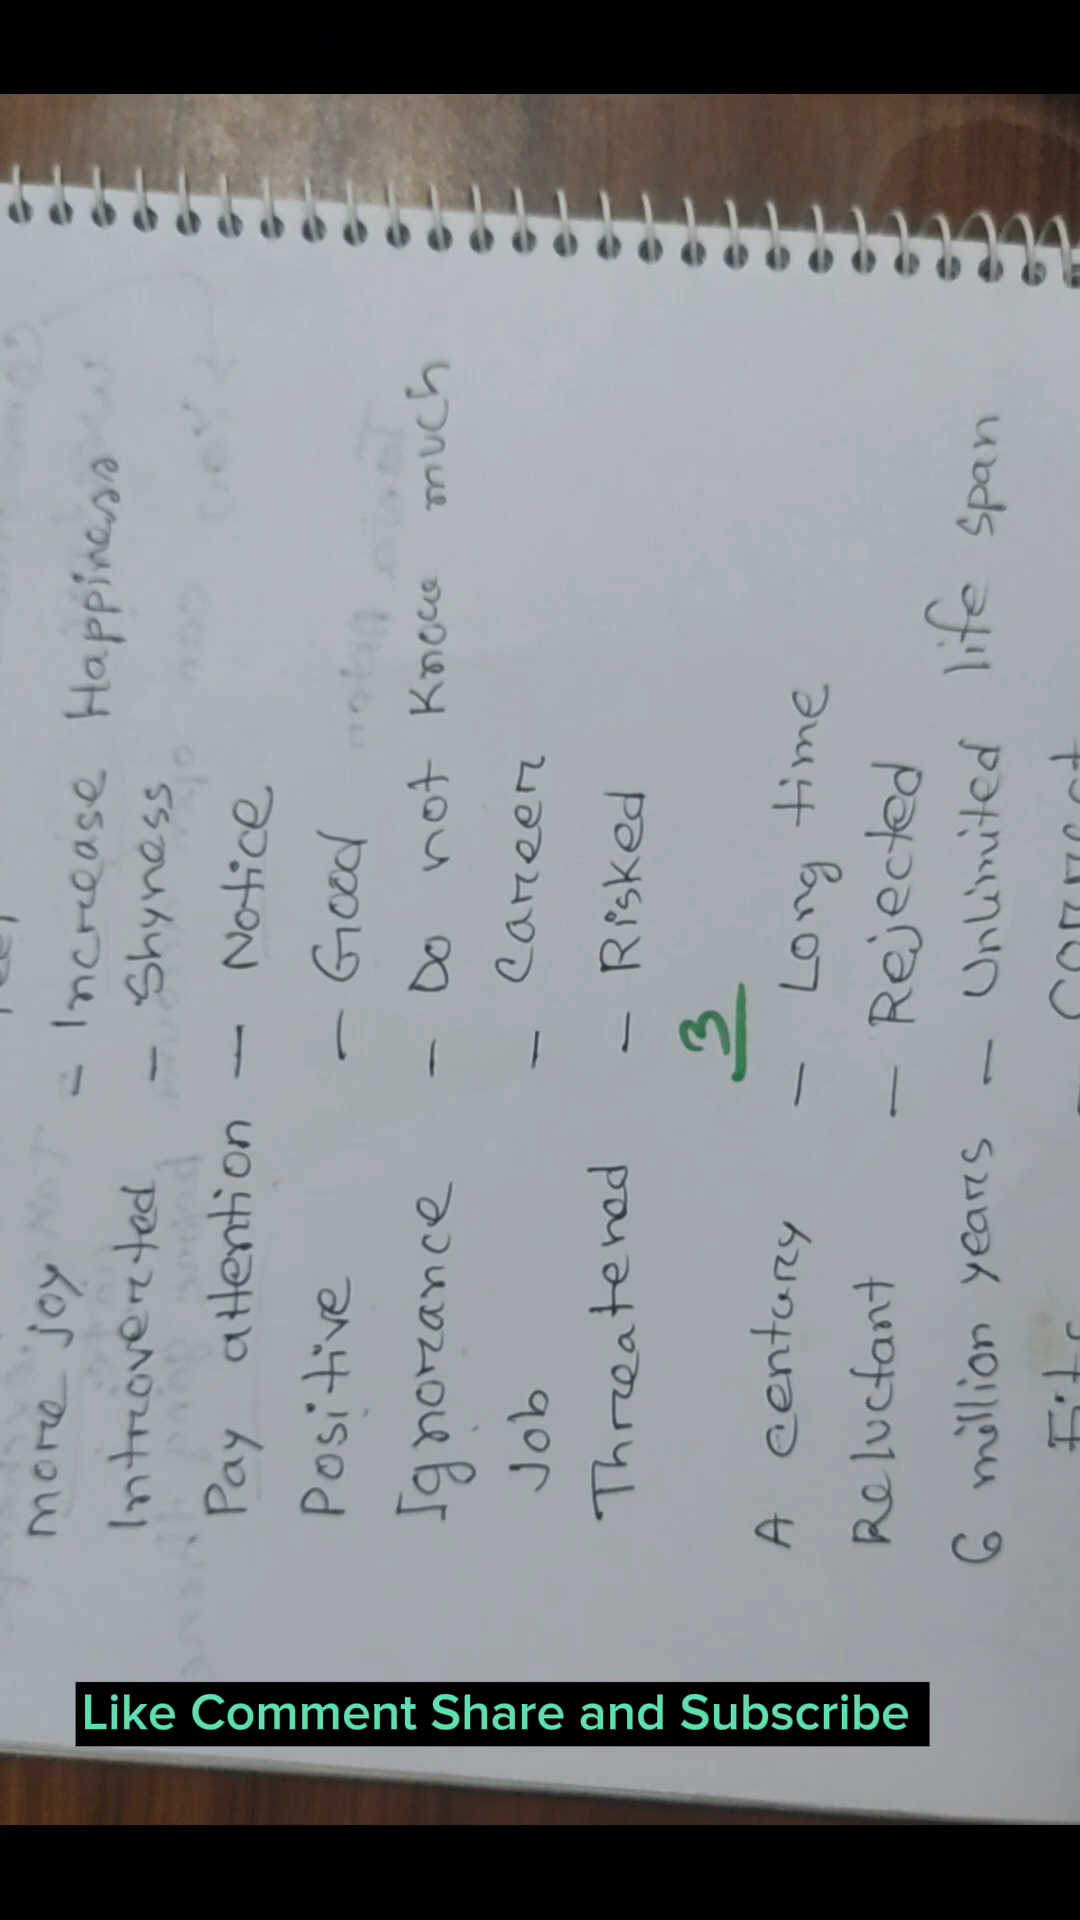 more joy - Increase Happiness
Introverted - Shyness
Pay attention - Notice
Positive - Good
Ignorance - Do not know much
Job - Career
Threatened - Risked
3
A century - Long time
Reluctant - Rejected
6 million years - Unlimited life span
Like Comment Share and Subscribe